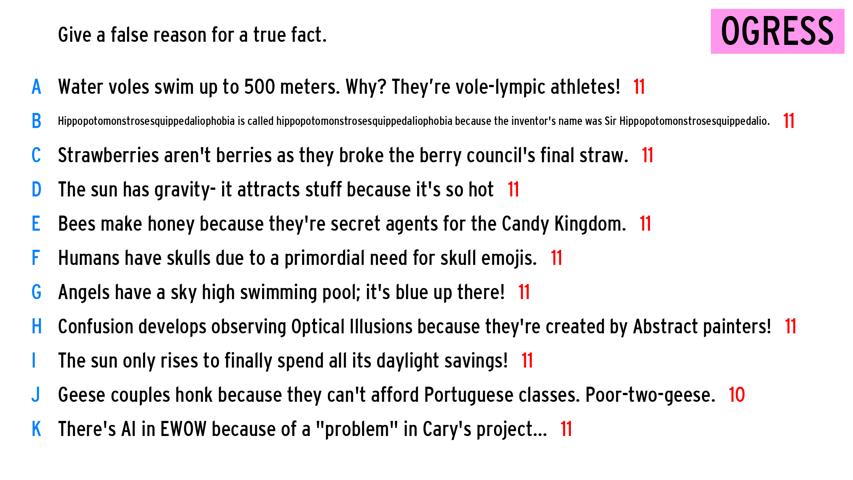 Give a false reason for a true fact.
OGRESS
A Water voles swim up to 500 meters. Why? They’re vole-lympic athletes! 11
B Hippopotomonstrosesquippedaliophobia is called hippopotomonstrosesquippedaliophobia because the inventor's name was Sir Hippopotomonstrosesquippedalio. 11
C Strawberries aren't berries as they broke the berry council's final straw. 11
D The sun has gravity- it attracts stuff because it's so hot 11
E Bees make honey because they're secret agents for the Candy Kingdom. 11
F Humans have skulls due to a primordial need for skull emojis. 11
G Angels have a sky high swimming pool; it's blue up there! 11
H Confusion develops observing Optical Illusions because they're created by Abstract painters! 11
I The sun only rises to finally spend all its daylight savings! 11
J Geese couples honk because they can't afford Portuguese classes. Poor-two-geese. 10
K There's AI in EWOW because of a "problem" in Cary's project... 11